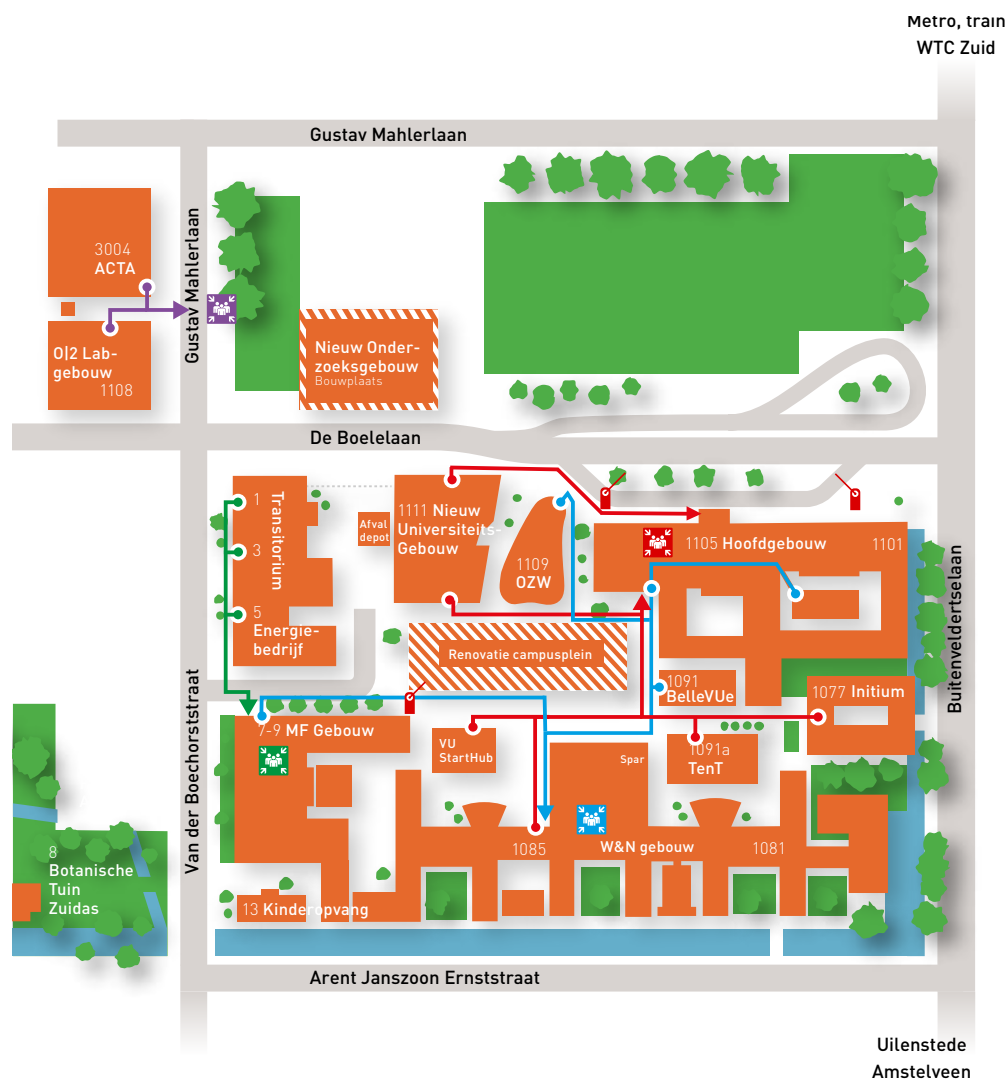 Metro, train
WTC Zuid
Gustav Mahlerlaan
Gustav Mahlerlaan
3004
ACTA
O|2 Lab-
gebouw
1108
Nieuw Onder-
zoeksgebouw
Bouwplaats
De Boelelaan
1
Transitorium
3
5
Energie-
bedrijf
Afval
depot
1111 Nieuw
Universiteits-
Gebouw
1109
OZW
1105 Hoofdgebouw
1101
Buitenveldertselaan
Renovatie campusplein
1091
BelleVUe
1077 Initium
Van der Boechorststraat
7-9 MF Gebouw
VU
StartHub
Spar
1091a
TenT
1085
W&N gebouw
1081
8
Botanische
Tuin
Zuidas
13 Kinderopvang
Arent Janszoon Ernststraat
Uilenstede
Amstelveen